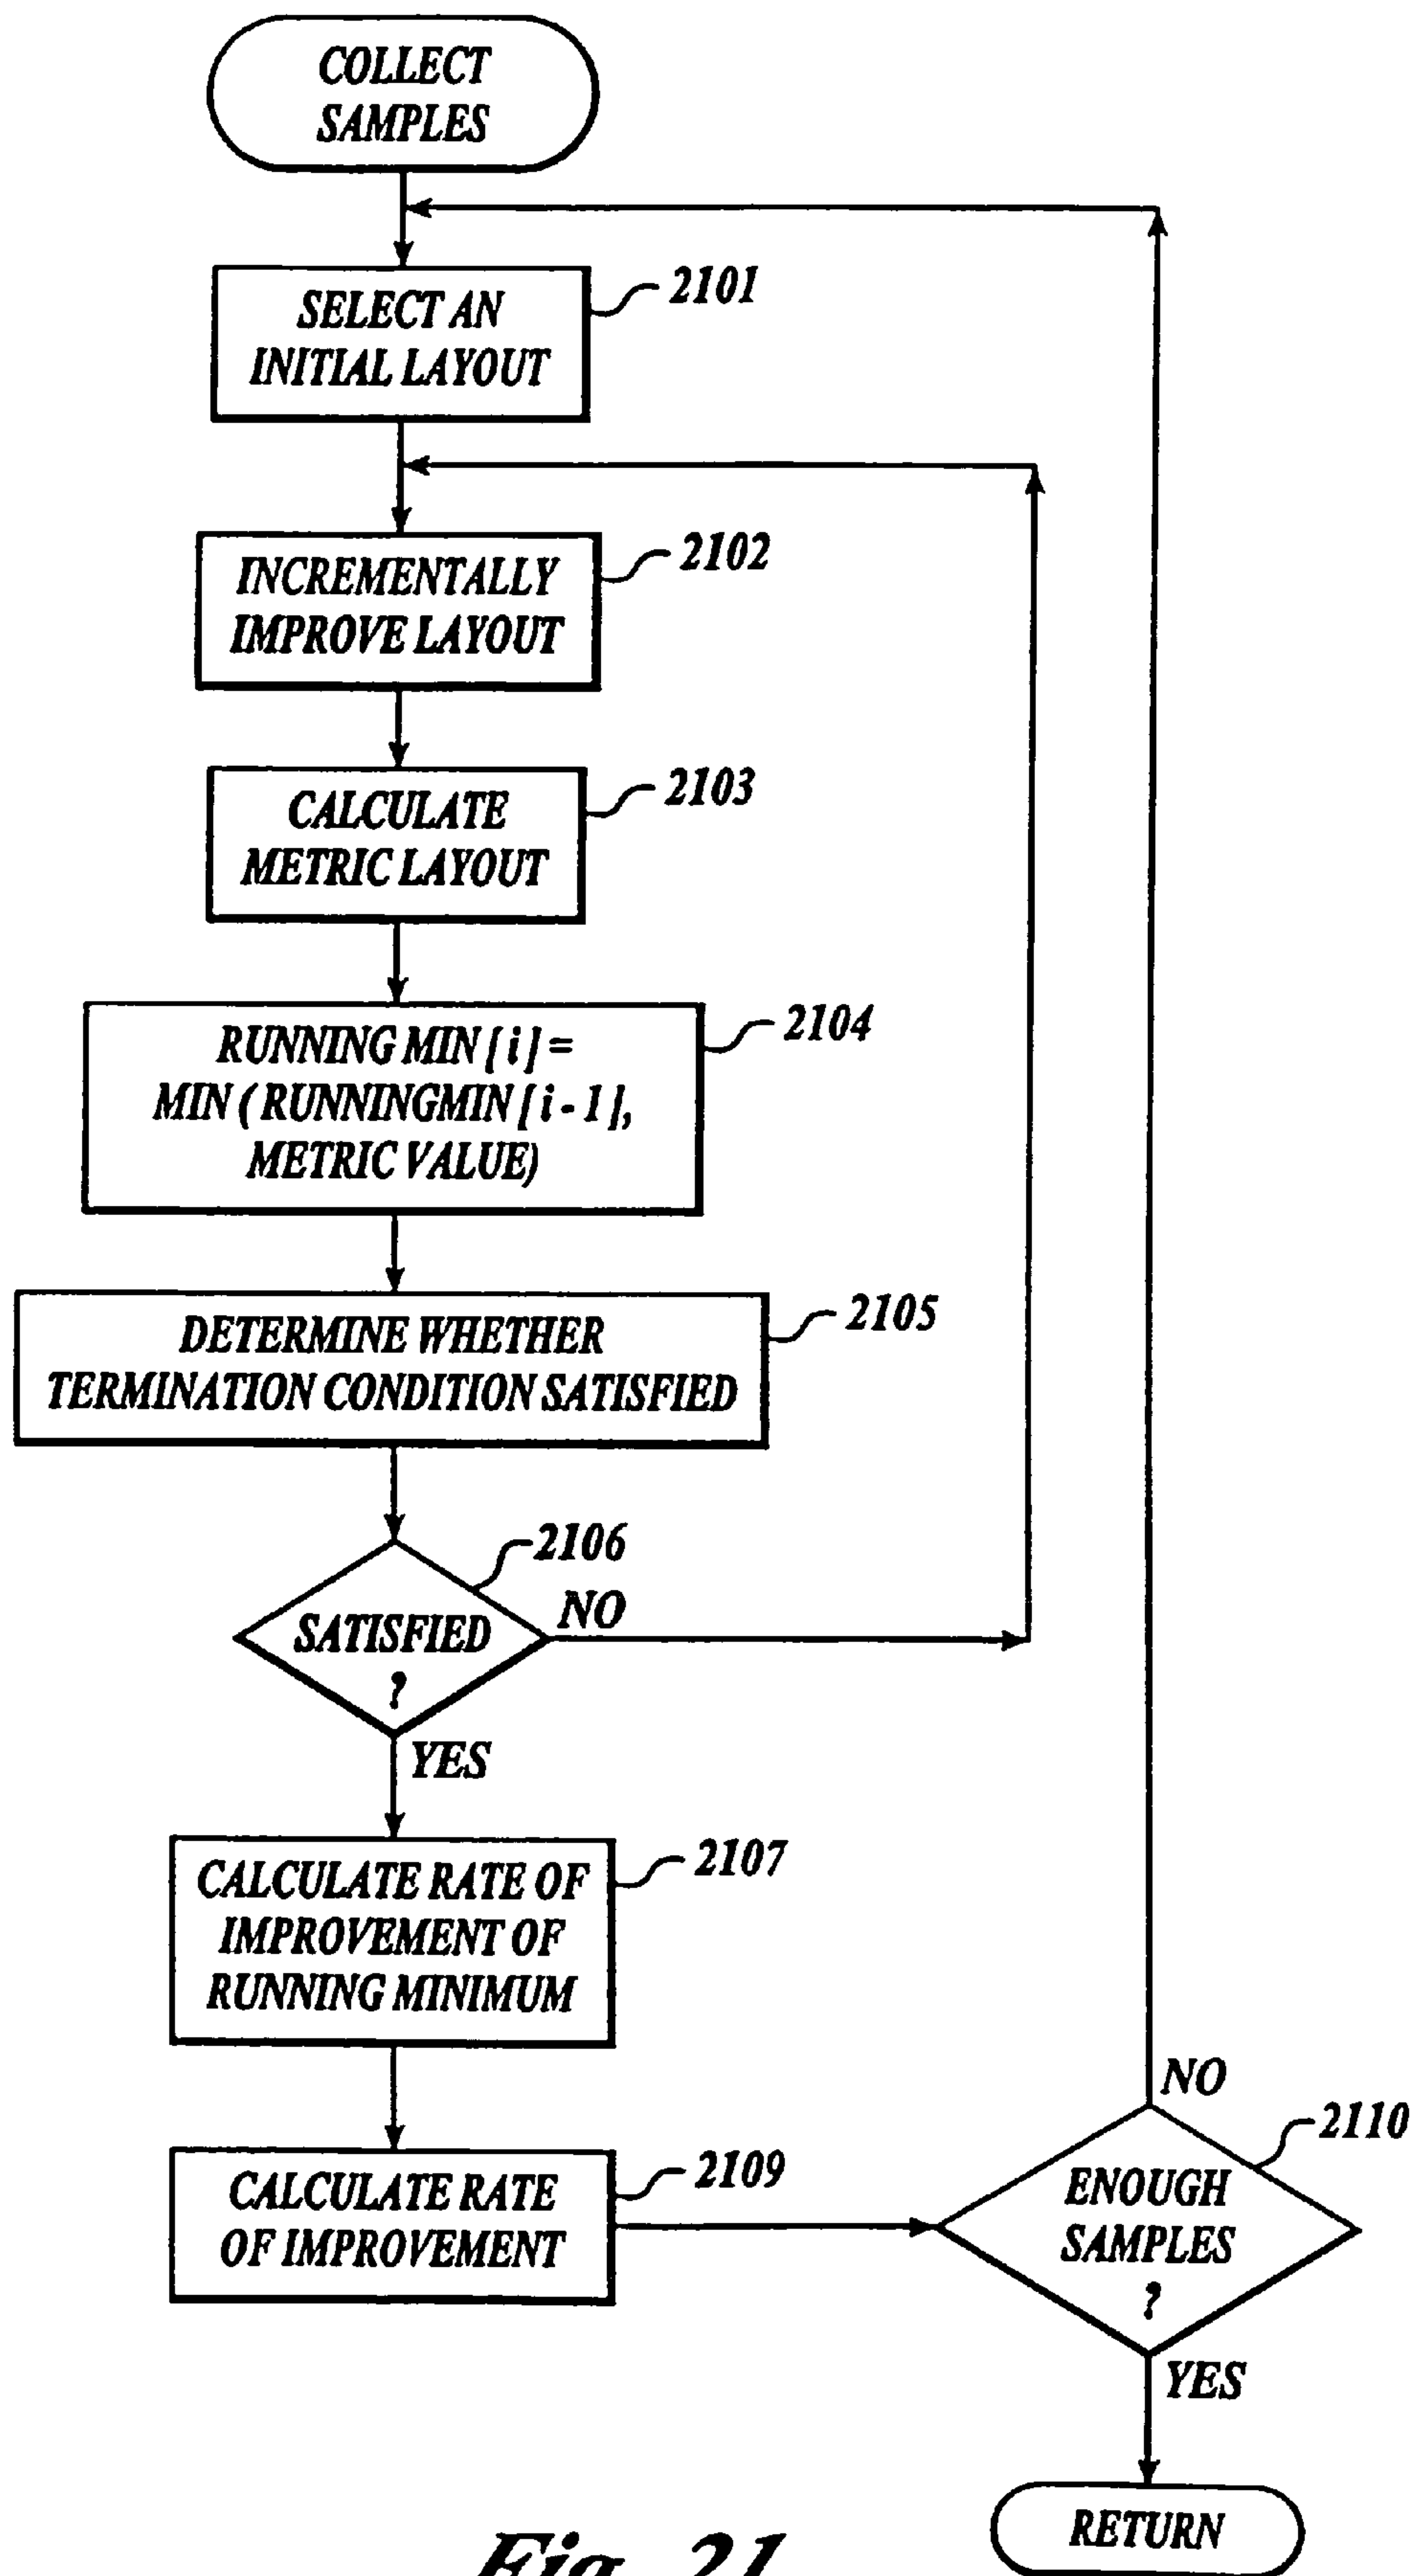 COLLECT
SAMPLES
SELECT AN
INITIAL LAYOUT
2101
INCREMENTALLY
IMPROVE LAYOUT
2102
CALCULATE
METRIC LAYOUT
2103
RUNNING MIN [ i ] =
MIN ( RUNNINGMIN [ i - 1 ],
METRIC VALUE)
2104
DETERMINE WHETHER
TERMINATION CONDITION SATISFIED
2105
2106
SATISFIED
?
NO
YES
CALCULATE RATE OF
IMPROVEMENT OF
RUNNING MINIMUM
2107
CALCULATE RATE
OF IMPROVEMENT
2109
NO
2110
ENOUGH
SAMPLES
?
YES
RETURN
Fig. 21